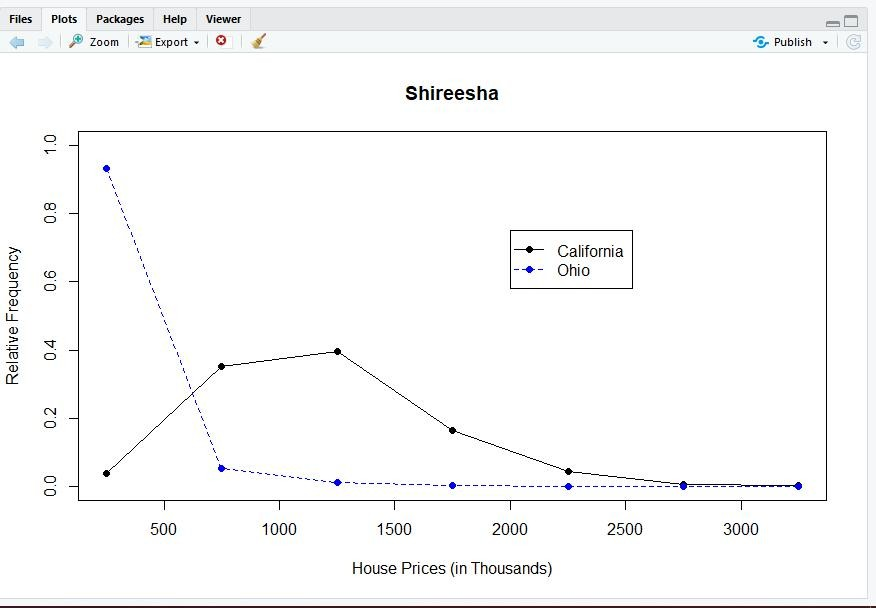 Files Plots Packages Help Viewer
Zoom Export Publish
Shireesha
Relative Frequency
1.0
0.8
0.6
0.4
0.2
0.0
California
Ohio
500 1000 1500 2000 2500 3000
House Prices (in Thousands)